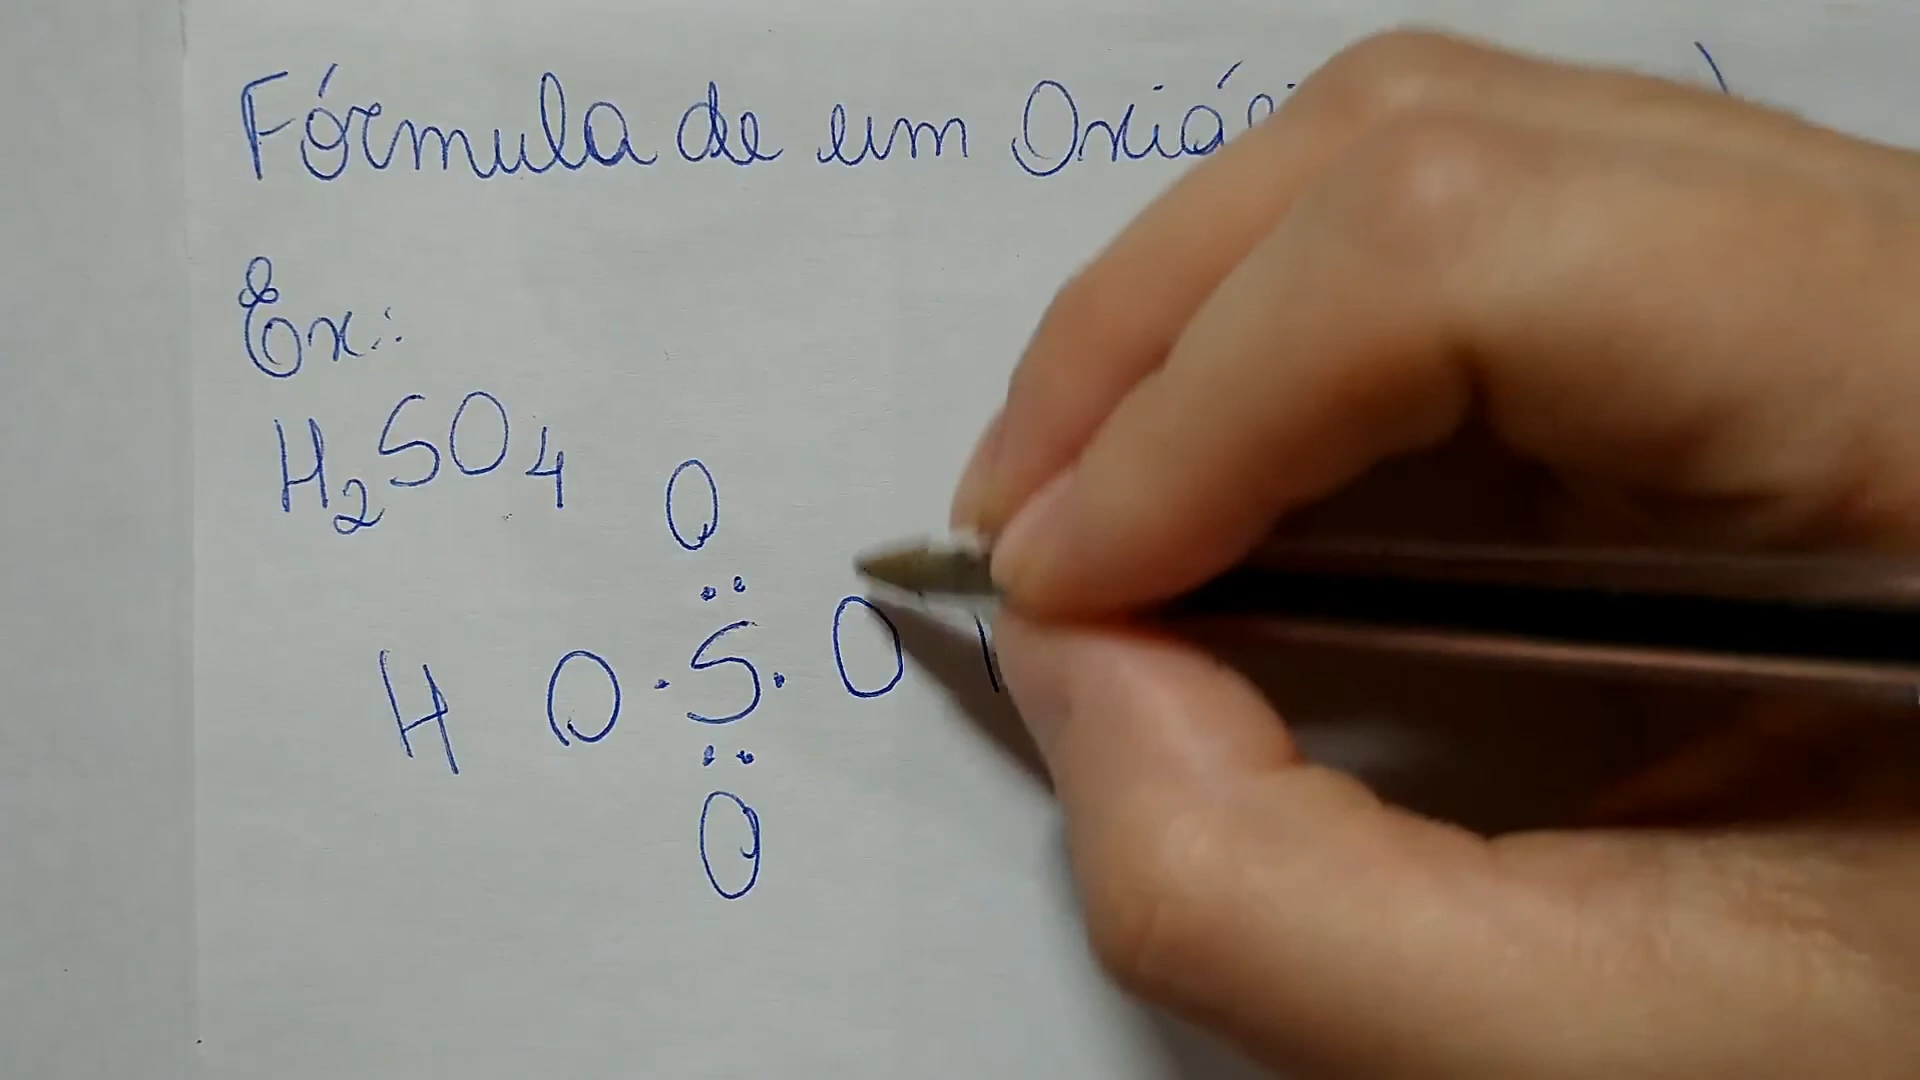 Fórmula de um
Ex.:
H2SO4
O
H O S O
O